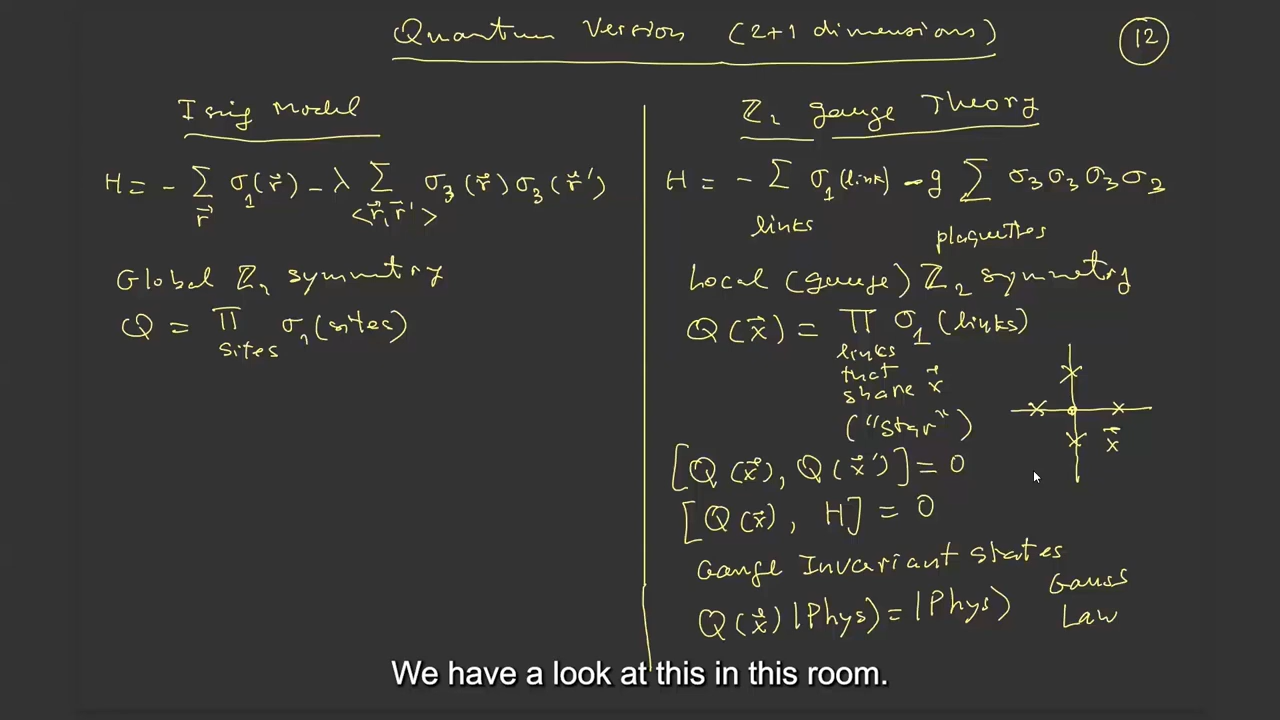 Quantum Version (2+1 dimensions)
12
Ising Model
H = - Σ σ₁(r⃗) - λ Σ σ₃(r⃗) σ₃(r⃗')
r⃗ <r⃗, r⃗'>
Global ℤ₂ symmetry
Q = Π σ₁(sites)
sites
ℤ₂ gauge Theory
H = - Σ σ₁(link) - g Σ σ₃σ₃σ₃σ₃
links plaquettes
Local (gauge) ℤ₂ symmetry
Q(x⃗) = Π σ₁ (links)
links
that
share x⃗
("star")
x⃗
[Q(x⃗), Q(x⃗')] = 0
[Q(x⃗), H] = 0
Gauge Invariant States
Q(x⃗) |Phys⟩ = |Phys⟩
Gauss
Law
We have a look at this in this room.